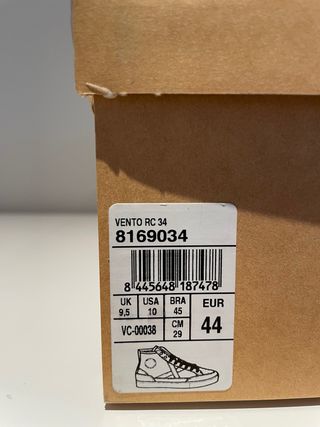 VENTO RC 34
8169034
8 445648 187478
UK USA BRA EUR
9,5 10 45 44
VC-00038 CM
29